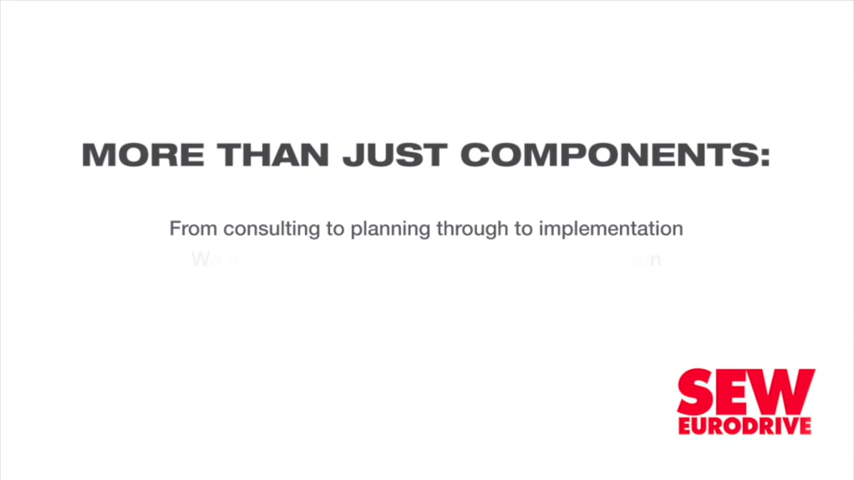 MORE THAN JUST COMPONENTS:
From consulting to planning through to implementation
SEW
EURODRIVE